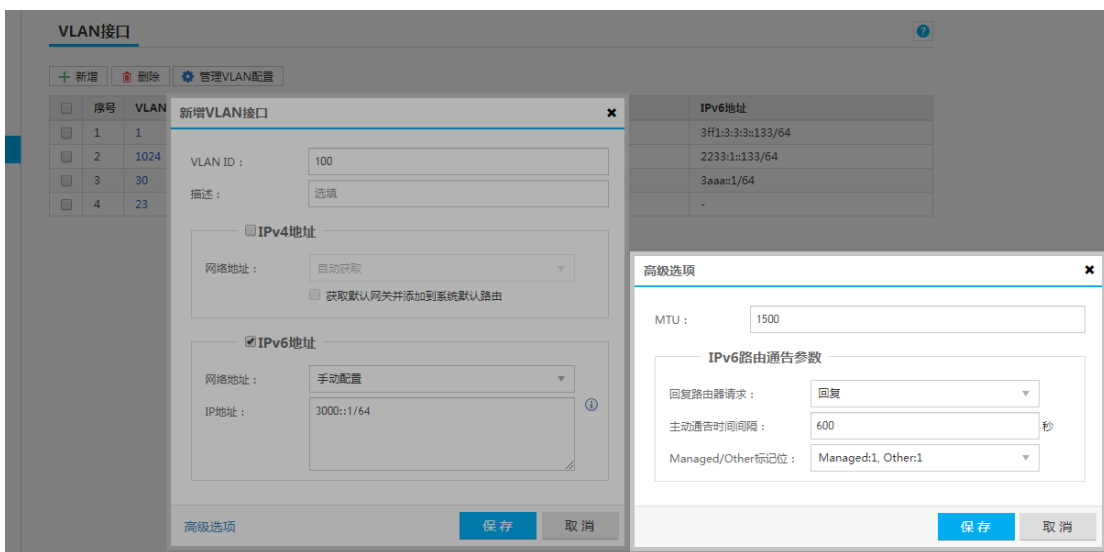 VLAN接口
新增 删除 管理VLAN配置
序号 VLAN IPv6地址
1 1 3ff1:3:3:3::133/64
2 1024 2233:1::133/64
3 30 3aaa::1/64
4 23 -
新增VLAN接口
VLAN ID： 100
描述： 选填
IPv4地址
网络地址： 自动获取
获取默认网关并添加到系统默认路由
IPv6地址
网络地址： 手动配置
IP地址： 3000::1/64
高级选项 保存 取消
高级选项
MTU： 1500
IPv6路由通告参数
回复路由器请求： 回复
主动通告时间间隔： 600 秒
Managed/Other标记位： Managed:1, Other:1
保存 取消